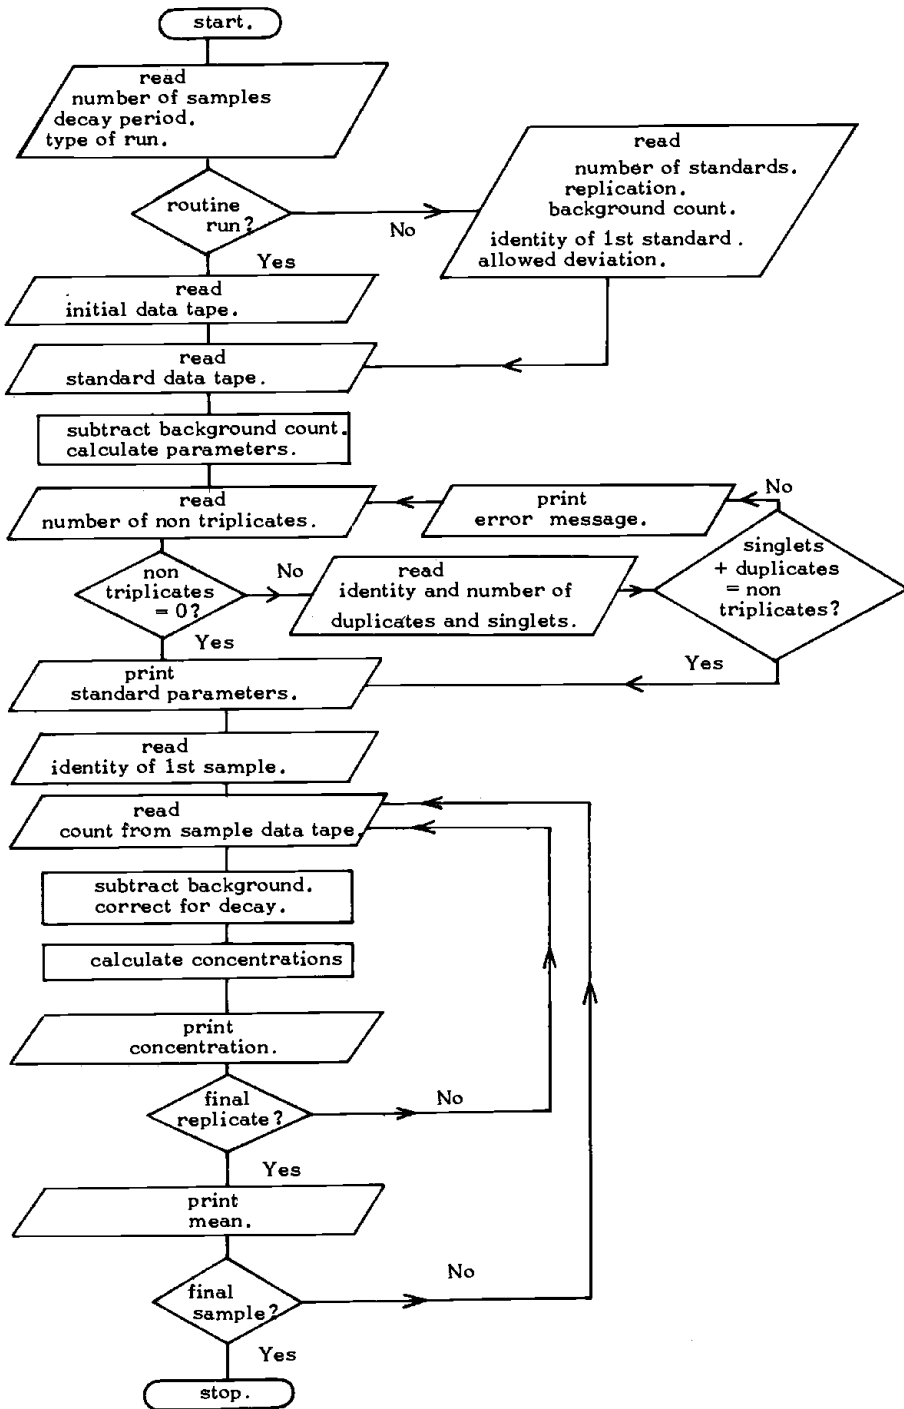 start.
read
number of samples
decay period.
type of run.
routine
run?
No
Yes
read
number of standards.
replication.
background count.
identity of 1st standard.
allowed deviation.
read
initial data tape.
read
standard data tape.
subtract background count.
calculate parameters.
read
number of non triplicates.
print
error message.
No
non
triplicates
= 0?
No
Yes
read
identity and number of
duplicates and singlets.
singlets
+ duplicates
= non
triplicates?
Yes
print
standard parameters.
read
identity of 1st sample.
read
count from sample data tape.
subtract background.
correct for decay.
calculate concentrations
print
concentration.
final
replicate?
No
Yes
print
mean.
final
sample?
No
Yes
stop.